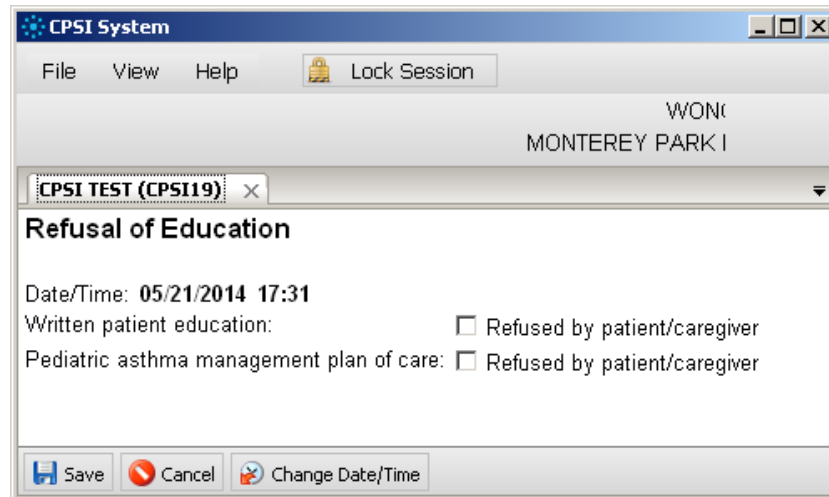 CPSI System
File View Help Lock Session
WON(
MONTEREY PARK I
CPSI TEST (CPSI19)
Refusal of Education
Date/Time: 05/21/2014 17:31
Written patient education: Refused by patient/caregiver
Pediatric asthma management plan of care: Refused by patient/caregiver
Save Cancel Change Date/Time